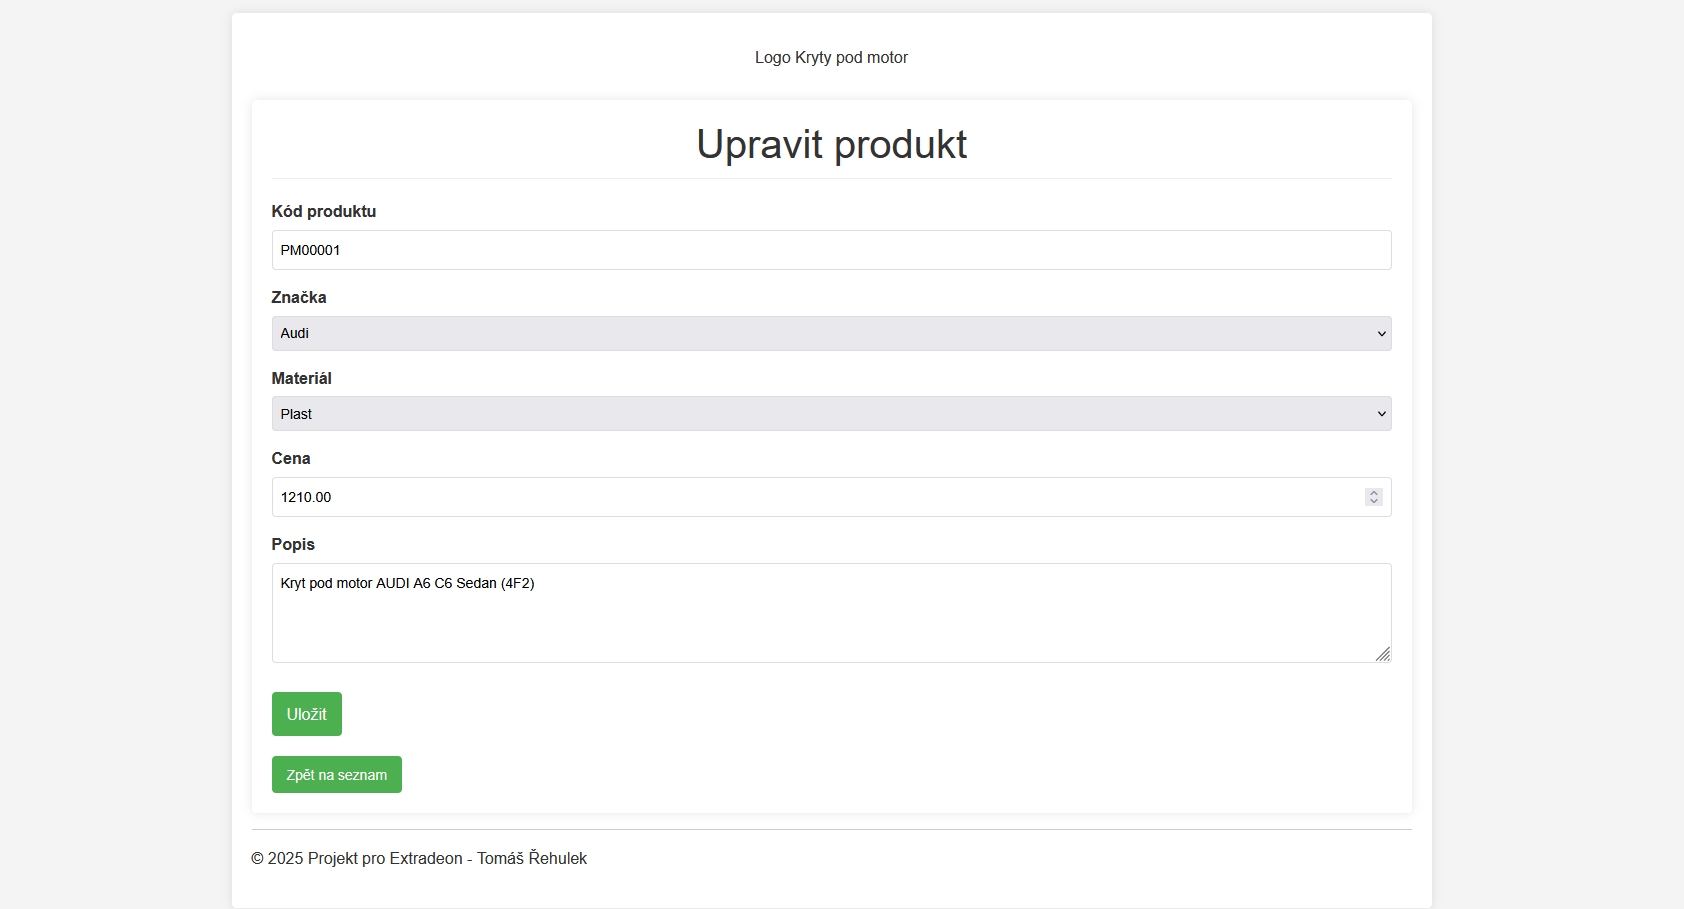 Logo Kryty pod motor
Upravit produkt
Kód produktu
PM00001
Značka
Audi
Materiál
Plast
Cena
1210.00
Popis
Kryt pod motor AUDI A6 C6 Sedan (4F2)
Uložit
Zpět na seznam
© 2025 Projekt pro Extradeon - Tomáš Řehulek